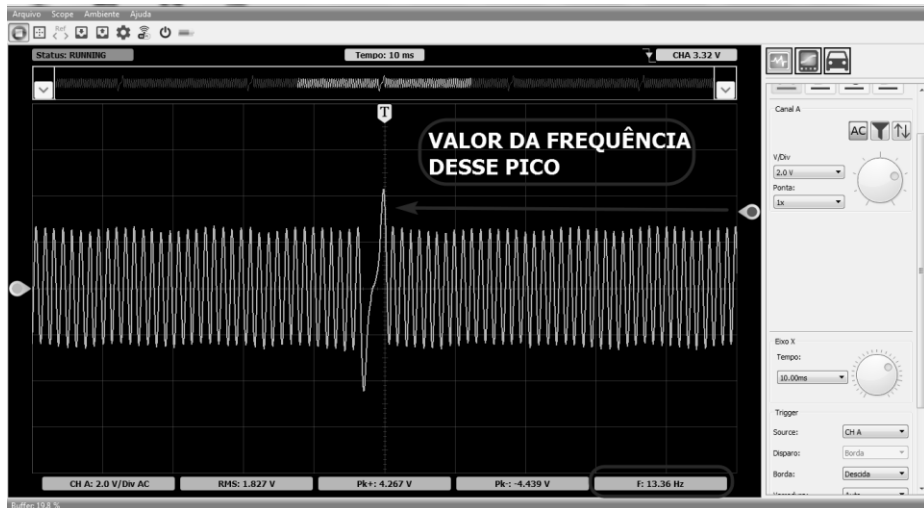 Arquivo Scope Ambiente Ajuda
Ref
Status: RUNNING
Tempo: 10 ms
CHA 3.32 V
T
VALOR DA FREQUÊNCIA
DESSE PICO
Canal A
AC
V/Div
2.0 V
Ponta:
1x
Eixo X
Tempo:
10.00ms
Trigger
Source:
CH A
Disparo:
Borda
Borda:
Descida
CH A: 2.0 V/Div AC
RMS: 1.827 V
Pk+: 4.267 V
Pk-: -4.439 V
F: 13.36 Hz
Buffer: 19.8 %